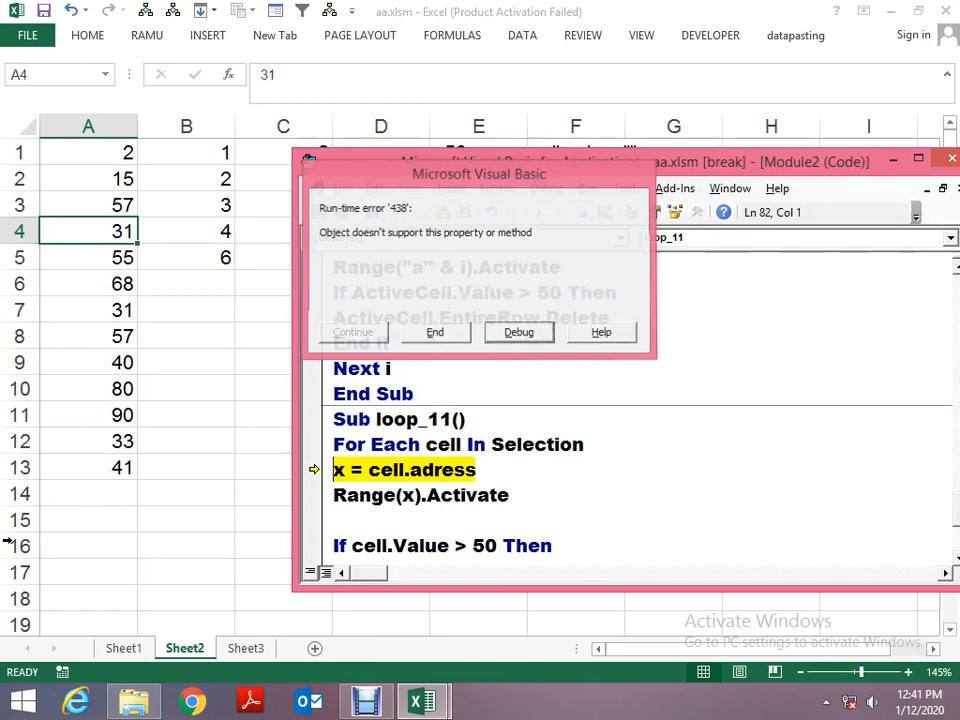 aa.xlsm - Excel (Product Activation Failed)
FILE HOME RAMU INSERT New Tab PAGE LAYOUT FORMULAS DATA REVIEW VIEW DEVELOPER datapasting Sign in
A4 fx 31
A B C D E F G H I
1 2 1
2 15 2
3 57 3
4 31 4
5 55 6
6 68
7 31
8 57
9 40
10 80
11 90
12 33
13 41
14
15
16
17
18
19
aa.xlsm [break] - [Module2 (Code)]
Add-Ins Window Help
Ln 82, Col 1
loop_11
Microsoft Visual Basic
Run-time error '438':
Object doesn't support this property or method
Continue End Debug Help
Range("a" & i).Activate
If ActiveCell.Value > 50 Then
ActiveCell.EntireRow.Delete
End If
Next i
End Sub
Sub loop_11()
For Each cell In Selection
x = cell.adress
Range(x).Activate
If cell.Value > 50 Then
Activate Windows
Go to PC settings to activate Windows.
Sheet1 Sheet2 Sheet3
READY 145%
12:41 PM
1/12/2020